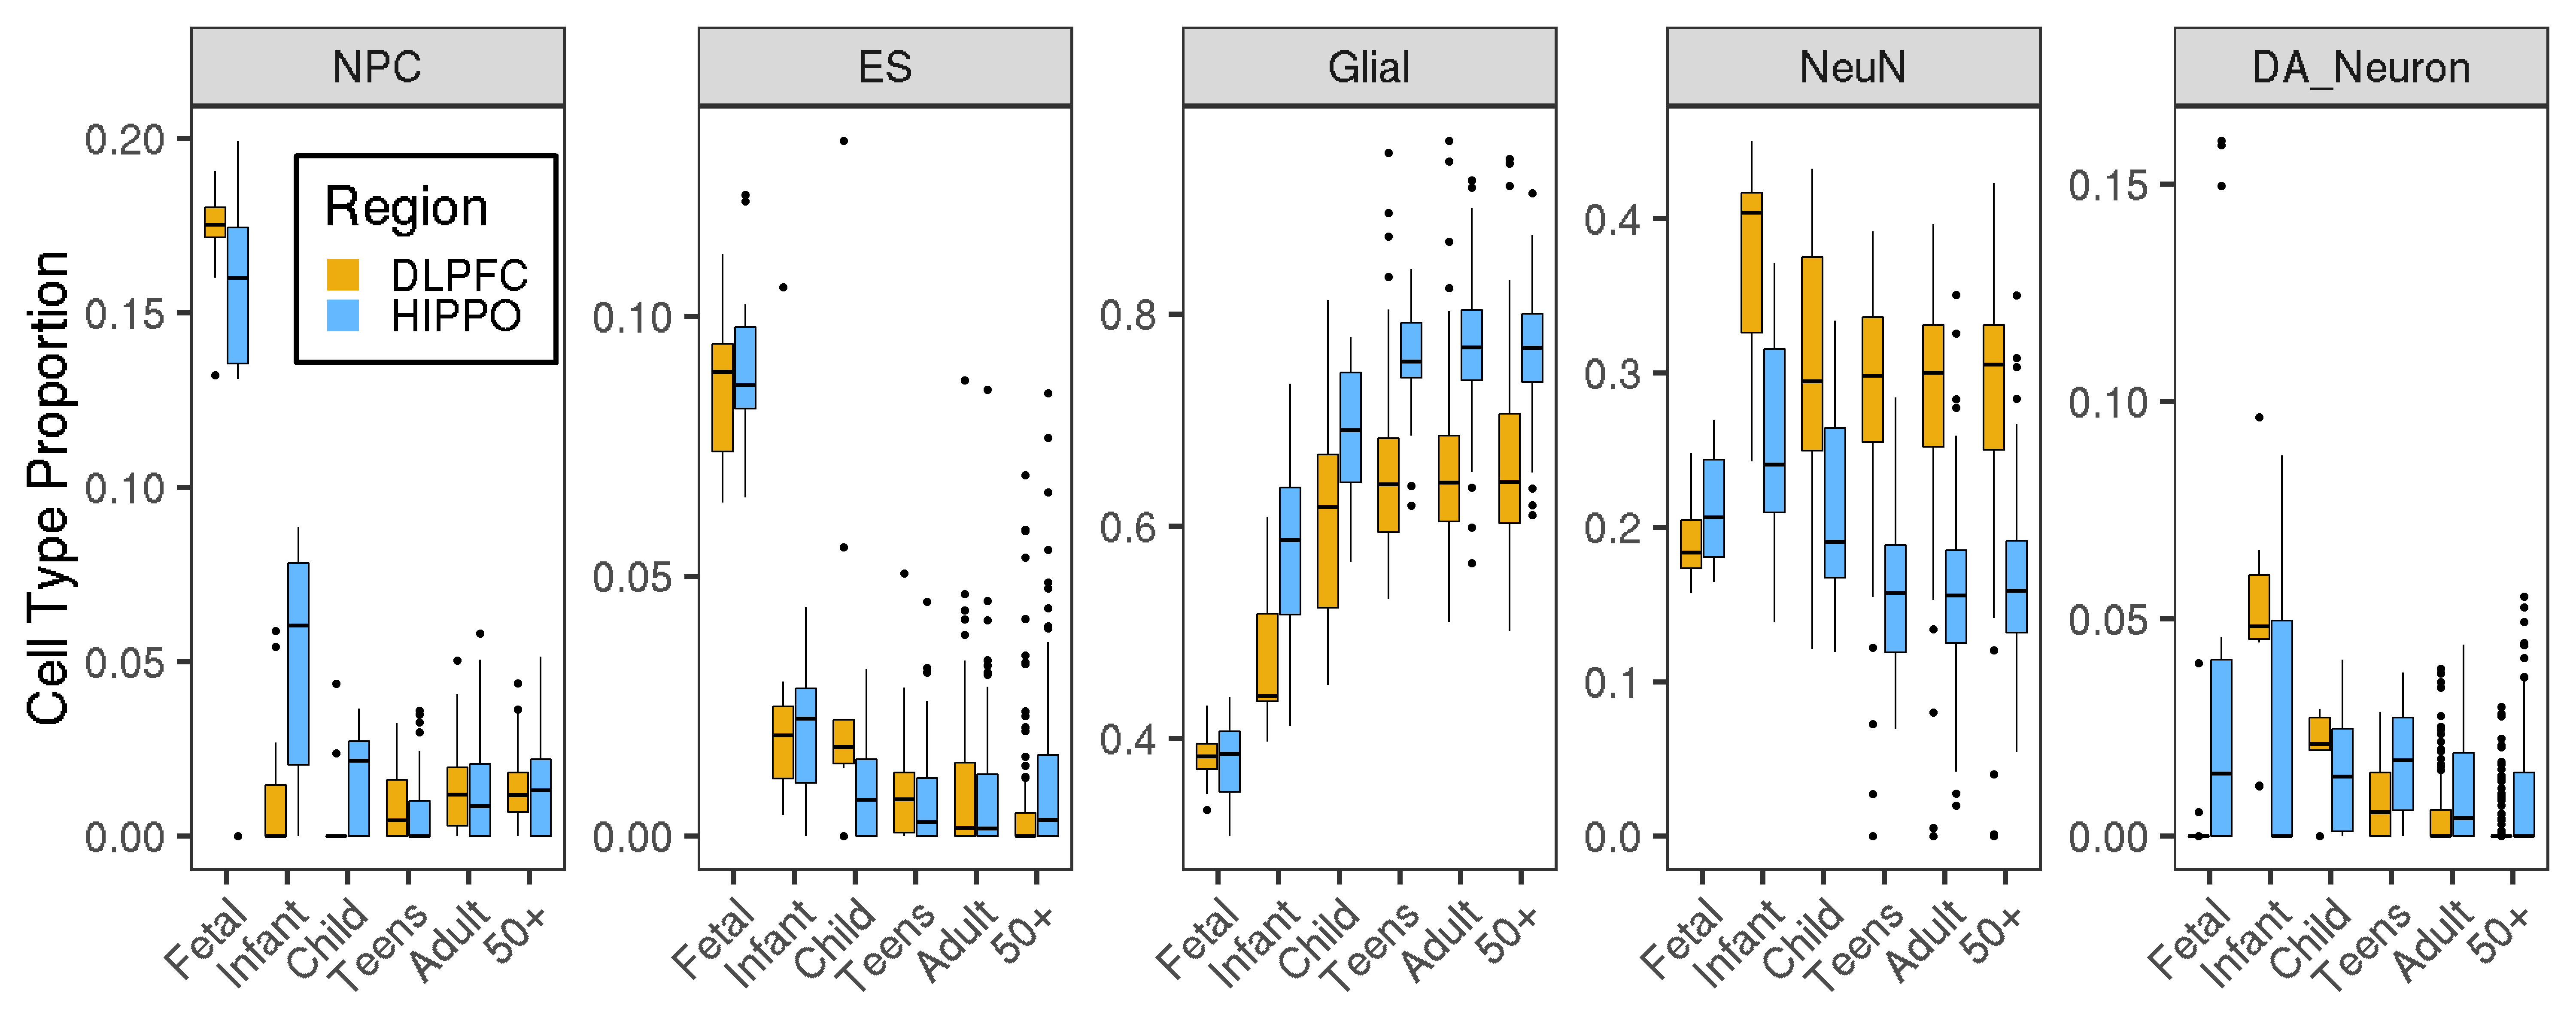 NPC
ES
Glial
NeuN
DA_Neuron
Cell Type Proportion
0.20
0.15
0.10
0.05
0.00
Region
DLPFC
HIPPO
0.10
0.05
0.00
0.8
0.6
0.4
0.4
0.3
0.2
0.1
0.0
0.15
0.10
0.05
0.00
Fetal
Infant
Child
Teens
Adult
50+
Fetal
Infant
Child
Teens
Adult
50+
Fetal
Infant
Child
Teens
Adult
50+
Fetal
Infant
Child
Teens
Adult
50+
Fetal
Infant
Child
Teens
Adult
50+